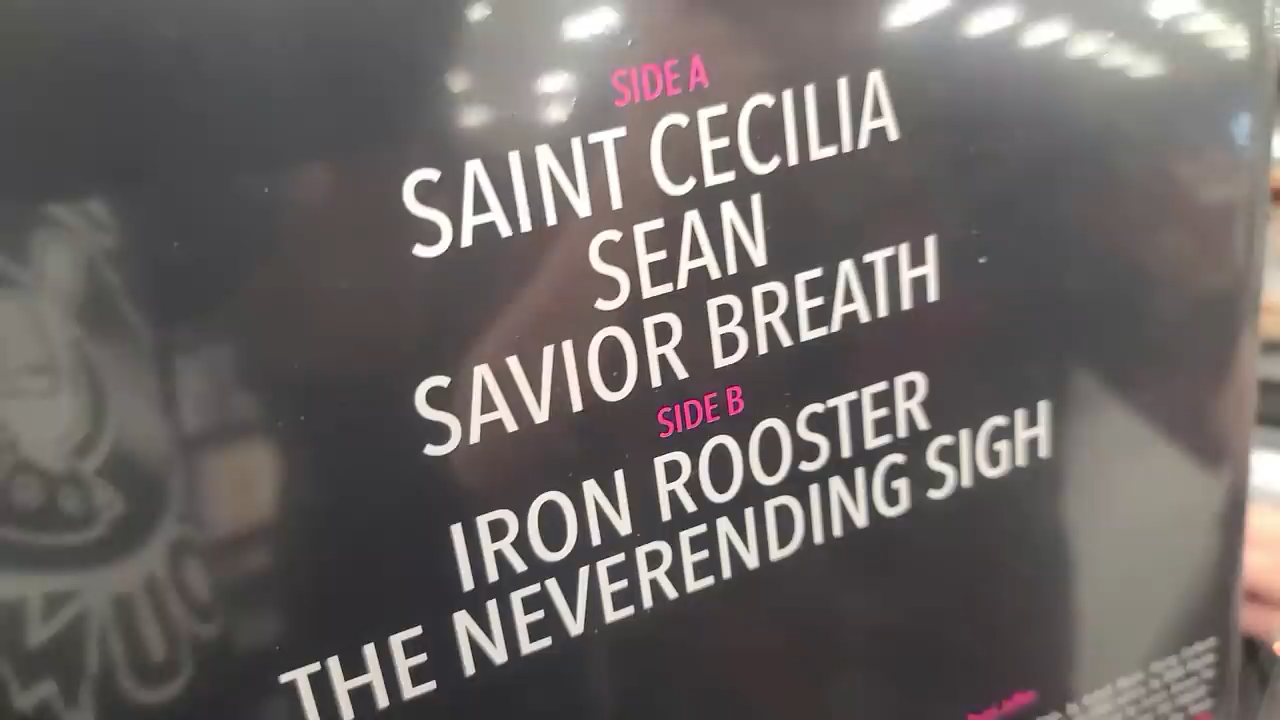 SIDE A
SAINT CECILIA
SEAN
SAVIOR BREATH
SIDE B
IRON ROOSTER
THE NEVERENDING SIGH